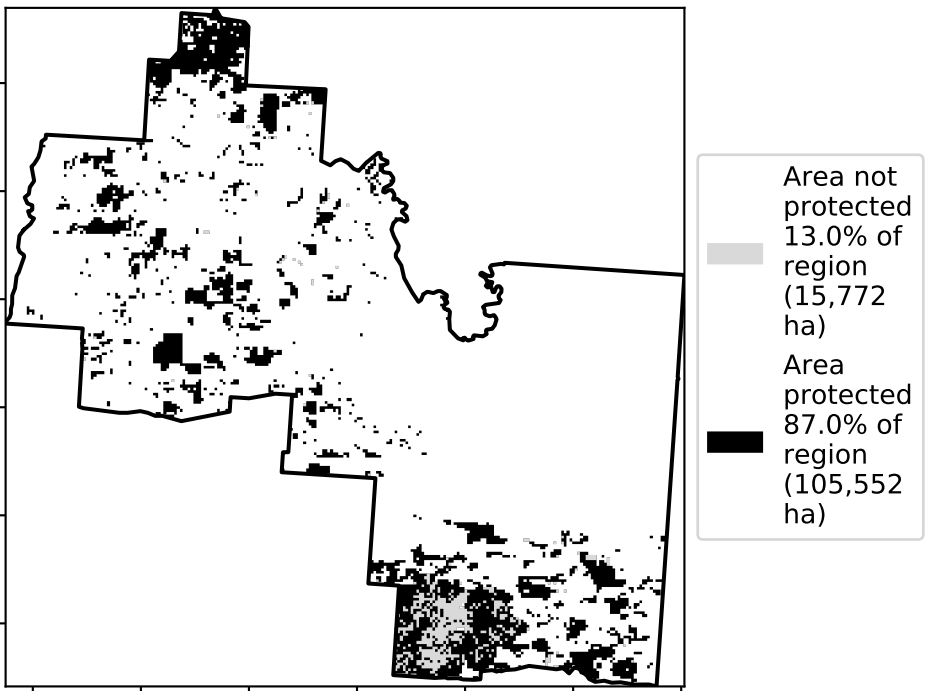 Area not
protected
13.0% of
region
(15,772
ha)
Area
protected
87.0% of
region
(105,552
ha)